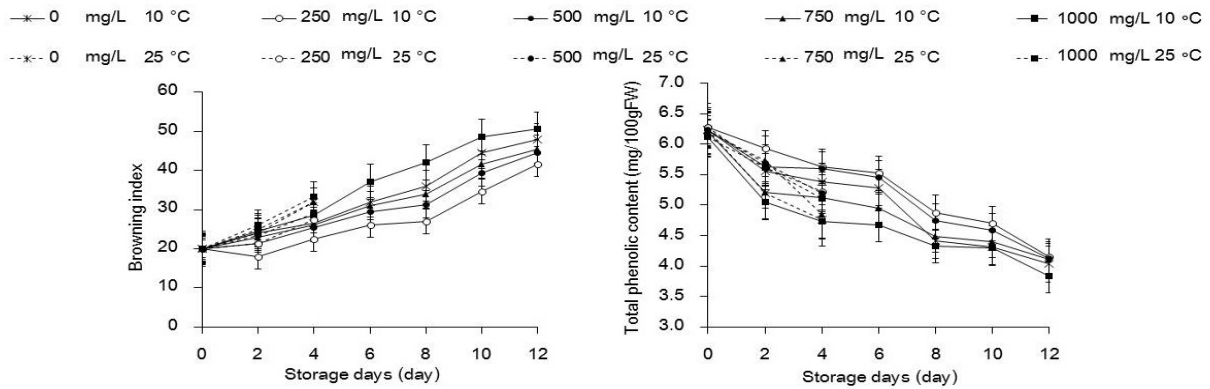 0 mg/L 10 °C 250 mg/L 10 °C 500 mg/L 10 °C 750 mg/L 10 °C 1000 mg/L 10 °C
0 mg/L 25 °C 250 mg/L 25 °C 500 mg/L 25 °C 750 mg/L 25 °C 1000 mg/L 25 °C
Browning index
60
50
40
30
20
10
0
0 2 4 6 8 10 12
Storage days (day)
Total phenolic content (mg/100gFW)
7.0
6.5
6.0
5.5
5.0
4.5
4.0
3.5
3.0
0 2 4 6 8 10 12
Storage days (day)